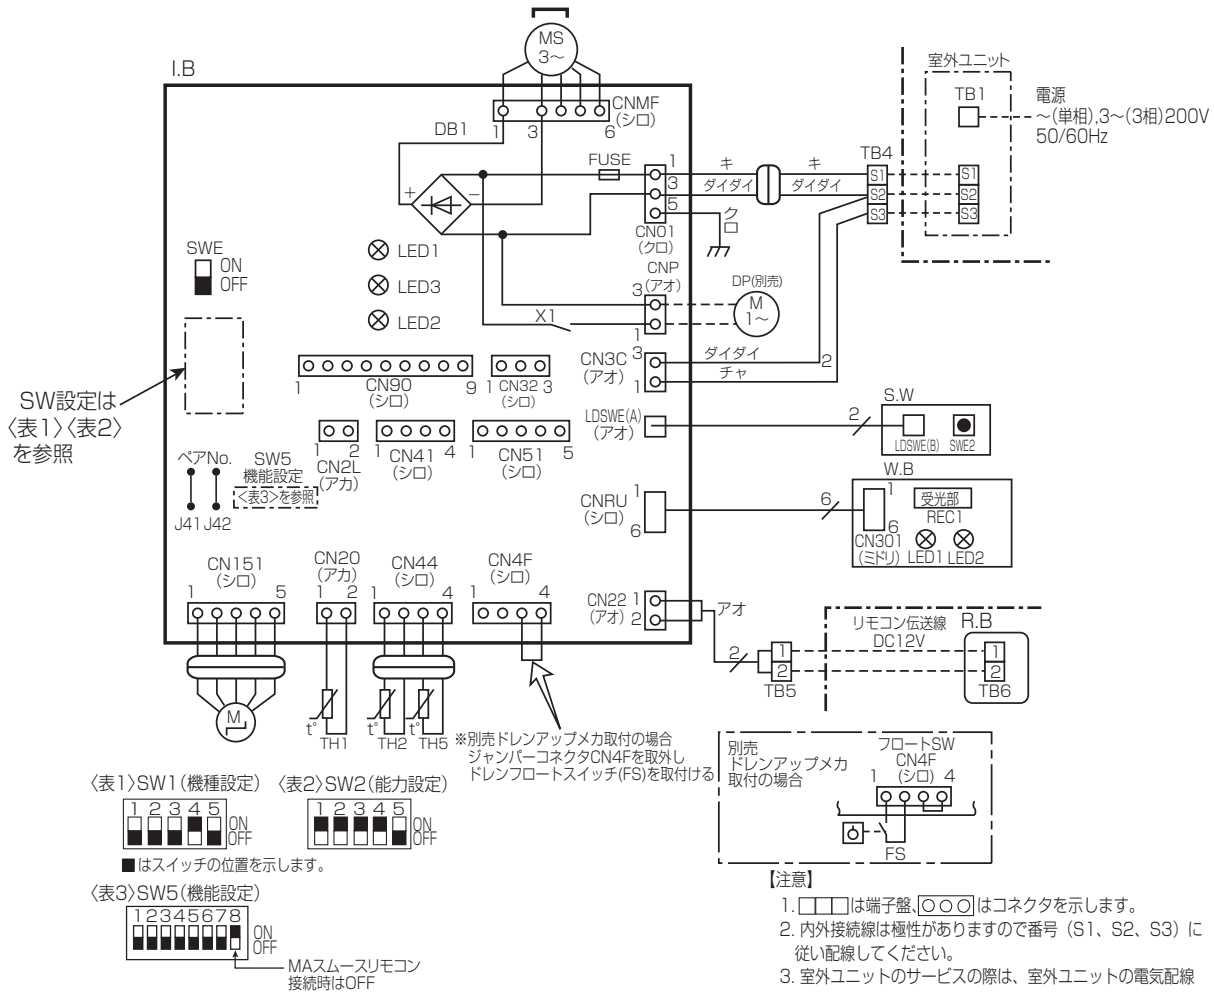 MS
3～
I.B
CNMF
(シロ)
DB1
1
3
6
FUSE
＋
－
1
3
5
CN01
(クロ)
キ
キ
ダイダイ
ダイダイ
クロ
TB4
S1
S2
S3
室外ユニット
TB1
S1
S2
S3
電源
～(単相),3～(3相)200V
50/60Hz
SWE
ON
OFF
LED1
LED3
LED2
CNP
(アオ)
3
1
X1
DP(別売)
M
1～
CN3C
(アオ)
3
1
ダイダイ
チャ
2
SW設定は
〈表1〉〈表2〉
を参照
1
CN90
(シロ)
9
1
CN32
(シロ)
3
LDSWE(A)
(アオ)
2
S.W
LDSWE(B)
SWE2
1
2
CN2L
(アカ)
1
CN41
(シロ)
4
1
CN51
(シロ)
5
ペアNo.
J41
J42
SW5
機能設定
<表3>を参照
CNRU
(シロ)
1
6
6
W.B
1
6
CN301
(ミドリ)
受光部
REC1
LED1
LED2
CN151
(シロ)
1
5
CN20
(アカ)
1
2
CN44
(シロ)
1
4
CN4F
(シロ)
1
4
CN22
(アオ)
1
2
アオ
2
1
2
TB5
リモコン伝送線
DC12V
R.B
1
2
TB6
M
t°
TH1
t°
TH2
t°
TH5
※別売ドレンアップメカ取付の場合
ジャンパーコネクタCN4Fを取外し
ドレンフロートスイッチ(FS)を取付ける
別売
ドレンアップメカ
取付の場合
フロートSW
CN4F
(シロ)
1
4
FS
〈表1〉SW1(機種設定)
1 2 3 4 5
ON
OFF
〈表2〉SW2(能力設定)
1 2 3 4 5
ON
OFF
■はスイッチの位置を示します。
〈表3〉SW5(機能設定)
12345678
ON
OFF
MAスムースリモコン
接続時はOFF
【注意】
1. □□□は端子盤、○○○はコネクタを示します。
2. 内外接続線は極性がありますので番号（S1、S2、S3）に
従い配線してください。
3. 室外ユニットのサービスの際は、室外ユニットの電気配線